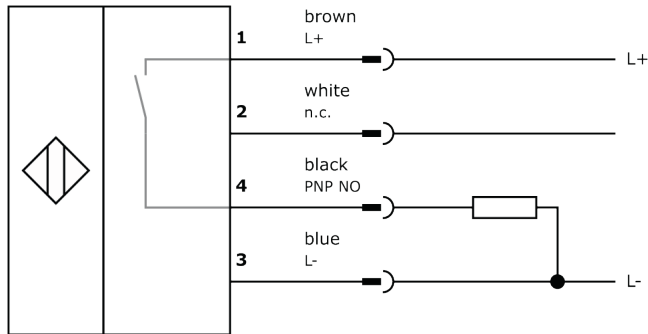 brown
1 L+
L+
white
2 n.c.
black
4 PNP NO
blue
3 L-
L-